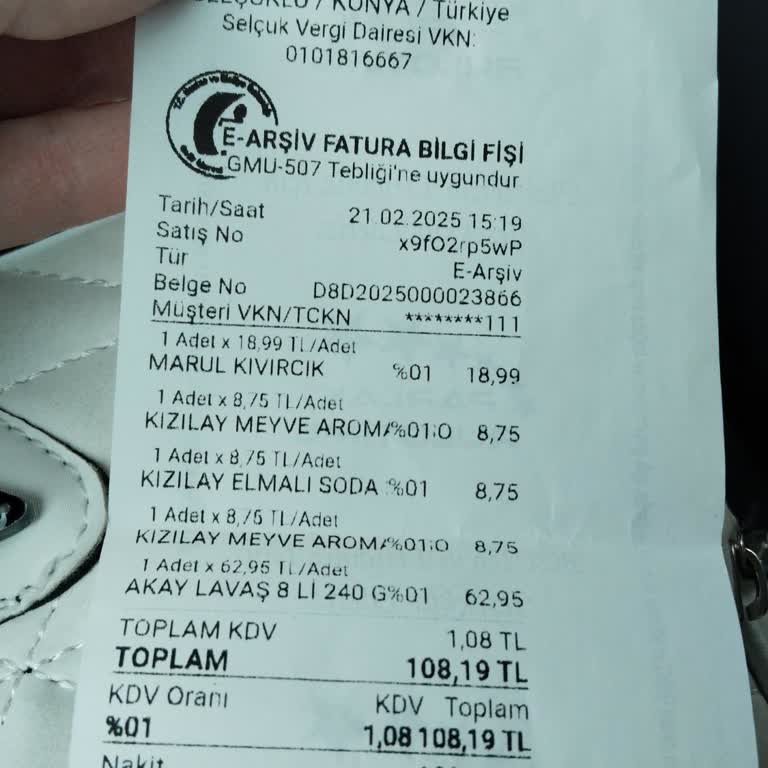 / KONYA / Türkiye
Selçuk Vergi Dairesi VKN:
0101816667
E-ARŞİV FATURA BİLGİ FİŞİ
GMU-507 Tebliği'ne uygundur.
Tarih/Saat 21.02.2025 15:19
Satış No x9fO2rp5wP
Tür E-Arşiv
Belge No D8D2025000023866
Müşteri VKN/TCKN ********111
1 Adet x 18,99 TL/Adet
MARUL KIVIRCIK %01 18,99
1 Adet x 8,75 TL/Adet
KIZILAY MEYVE AROMA%01 8,75
1 Adet x 8,75 TL/Adet
KIZILAY ELMALI SODA %01 8,75
1 Adet x 8,75 TL/Adet
KIZILAY MEYVE AROMA%01 8,75
1 Adet x 62,95 TL/Adet
AKAY LAVAŞ 8 Lİ 240 G%01 62,95
TOPLAM KDV 1,08 TL
TOPLAM 108,19 TL
KDV Oranı KDV Toplam
%01 1,08 108,19 TL
Nakit